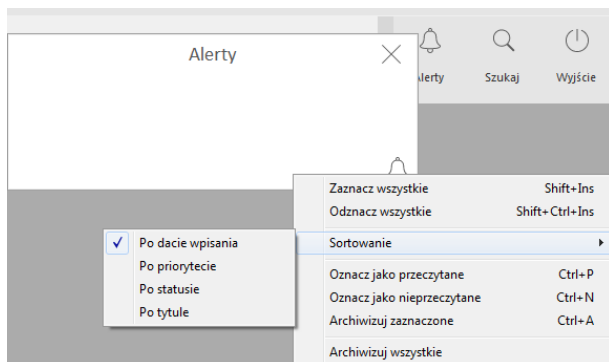 Alerty
Alerty
Szukaj
Wyjście
Zaznacz wszystkie Shift+Ins
Odznacz wszystkie Shift+Ctrl+Ins
Sortowanie
Po dacie wpisania
Po priorytecie
Po statusie
Po tytule
Oznacz jako przeczytane Ctrl+P
Oznacz jako nieprzeczytane Ctrl+N
Archiwizuj zaznaczone Ctrl+A
Archiwizuj wszystkie